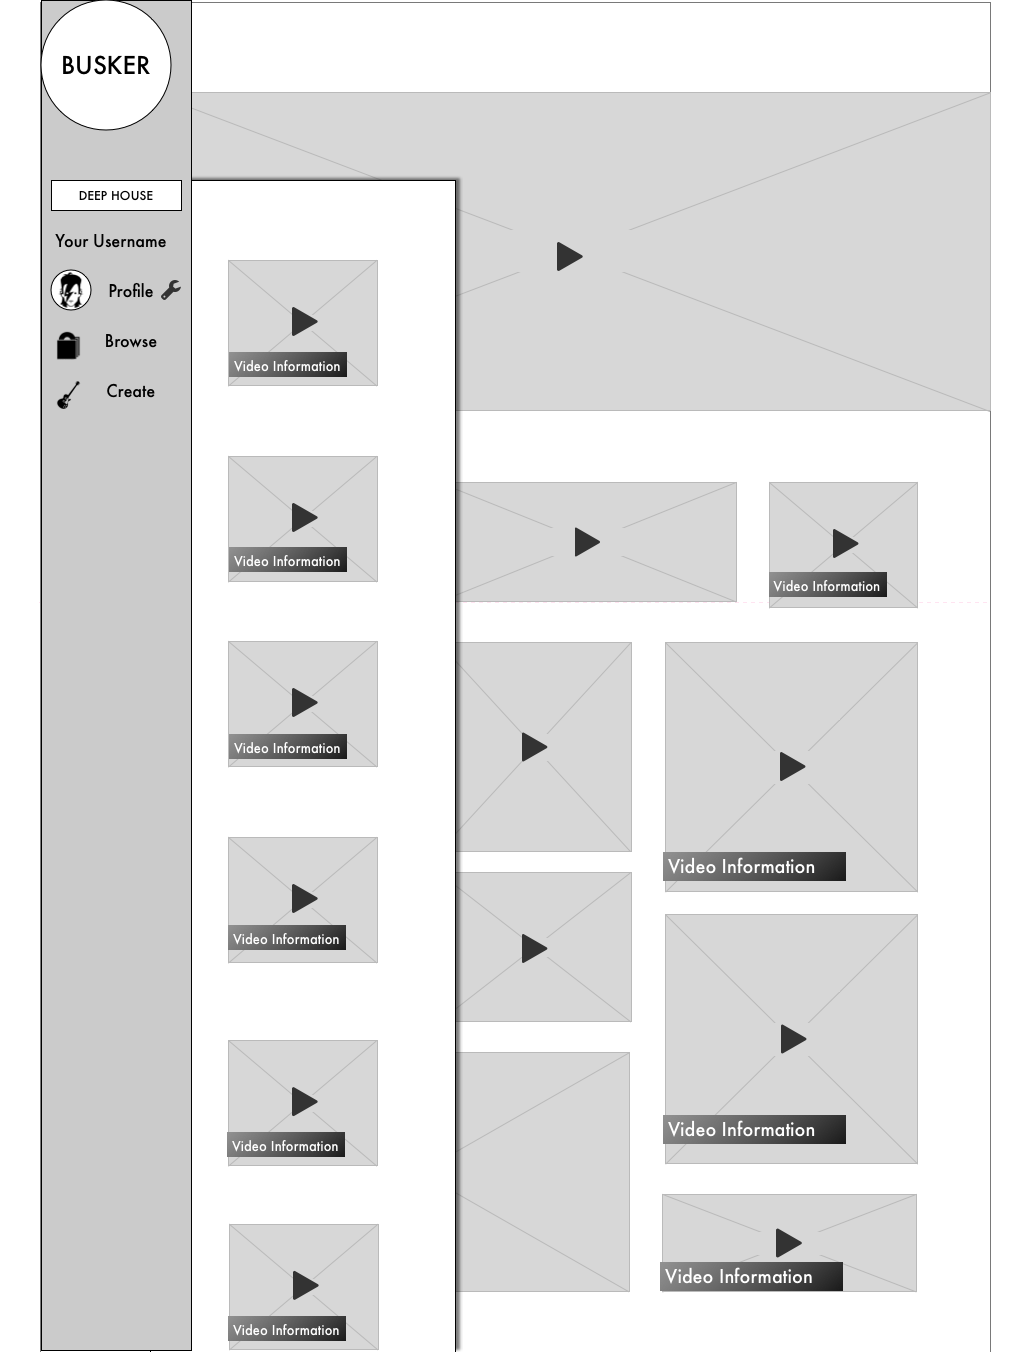 BUSKER
DEEP HOUSE
Your Username
Profile
Browse
Create
Video Information
Video Information
Video Information
Video Information
Video Information
Video Information
Video Information
Video Information
Video Information
Video Information